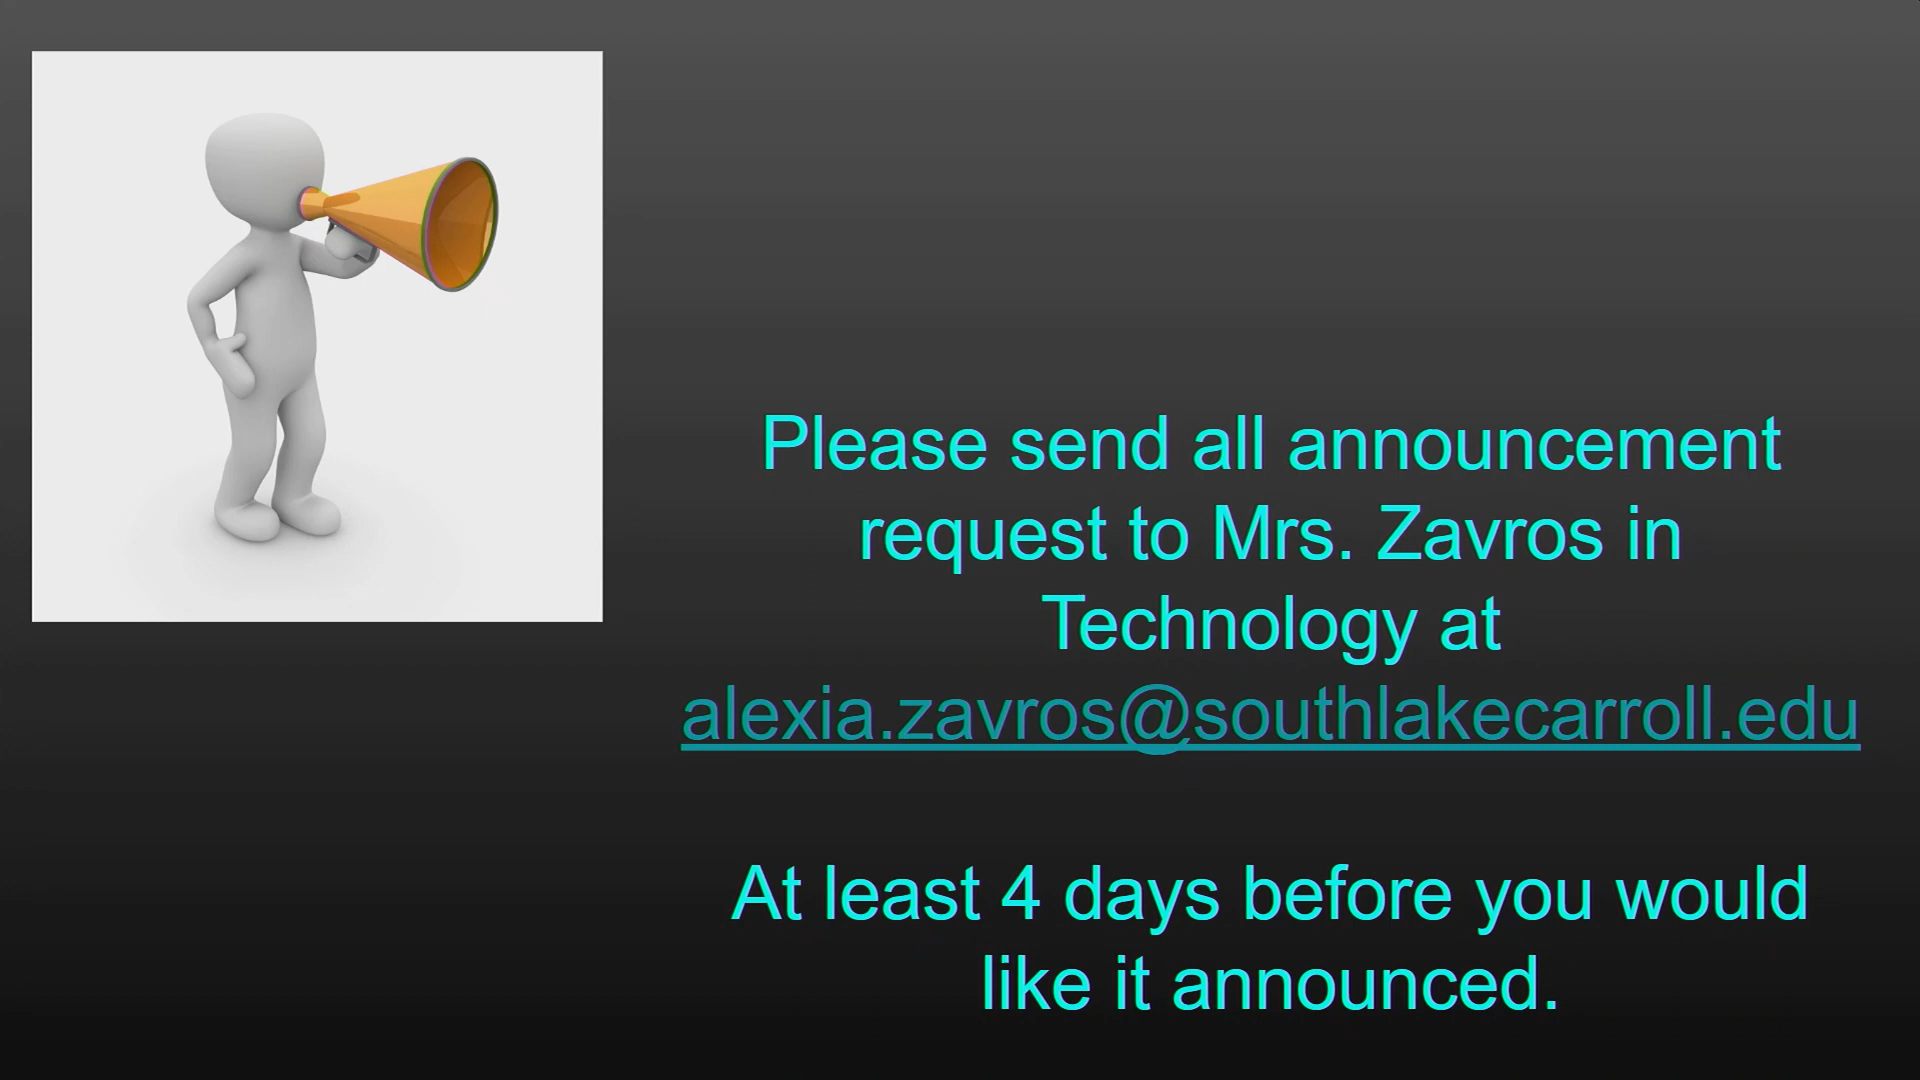 Please send all announcement
request to Mrs. Zavros in
Technology at
alexia.zavros@southlakecarroll.edu
At least 4 days before you would
like it announced.